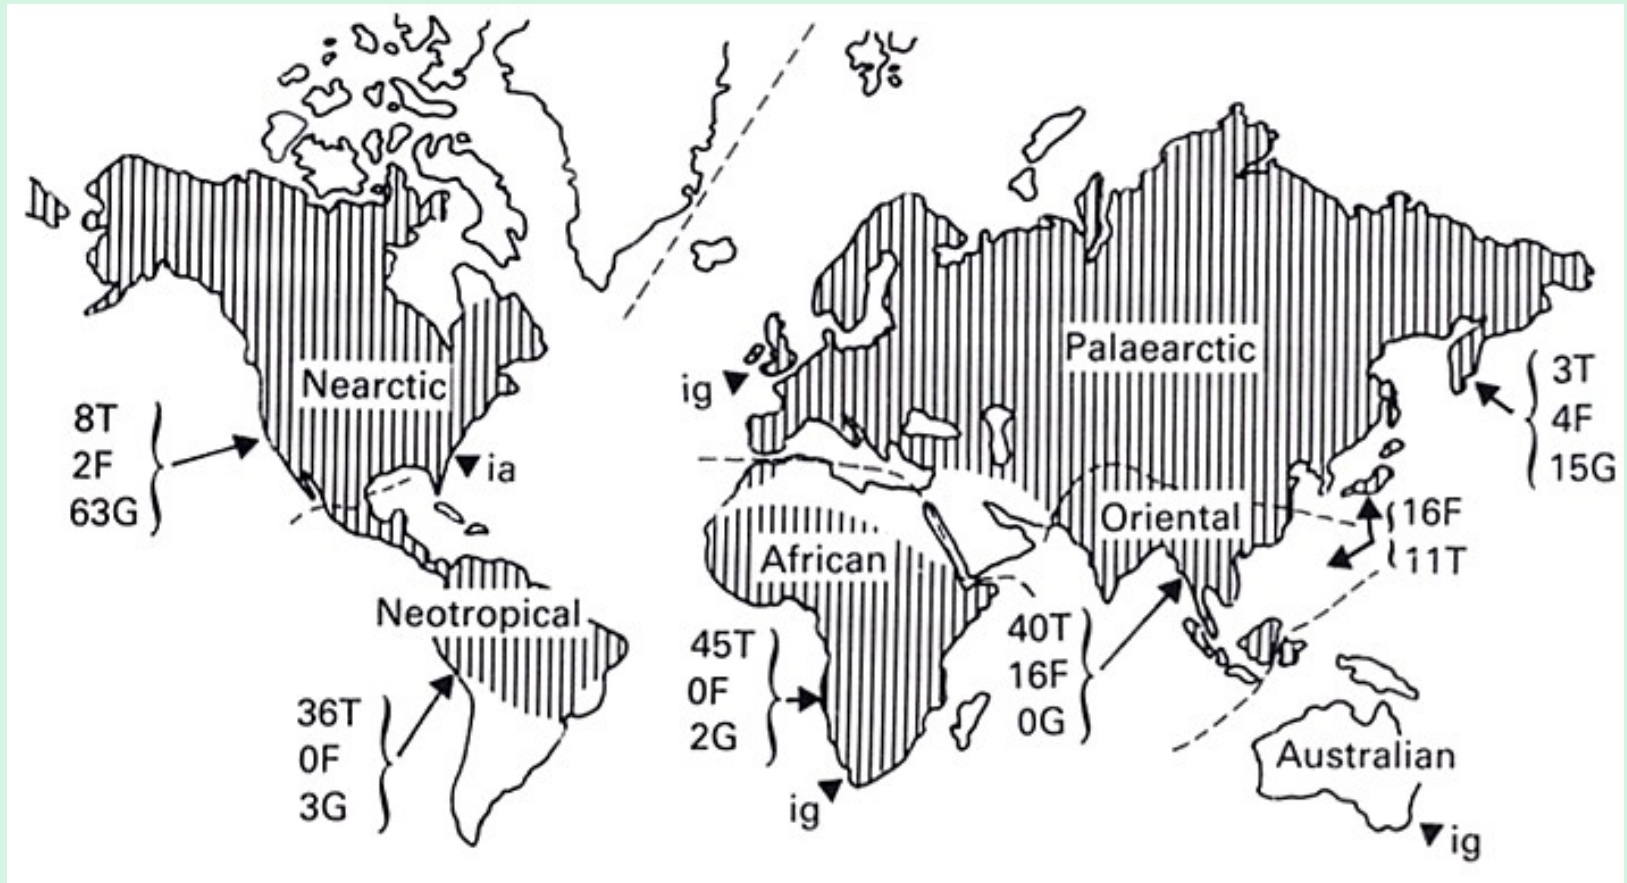 Nearctic
8T
2F
63G
ia
Neotropical
36T
0F
3G
ig
Palaearctic
3T
4F
15G
African
45T
0F
2G
ig
Oriental
16F
11T
40T
16F
0G
Australian
ig